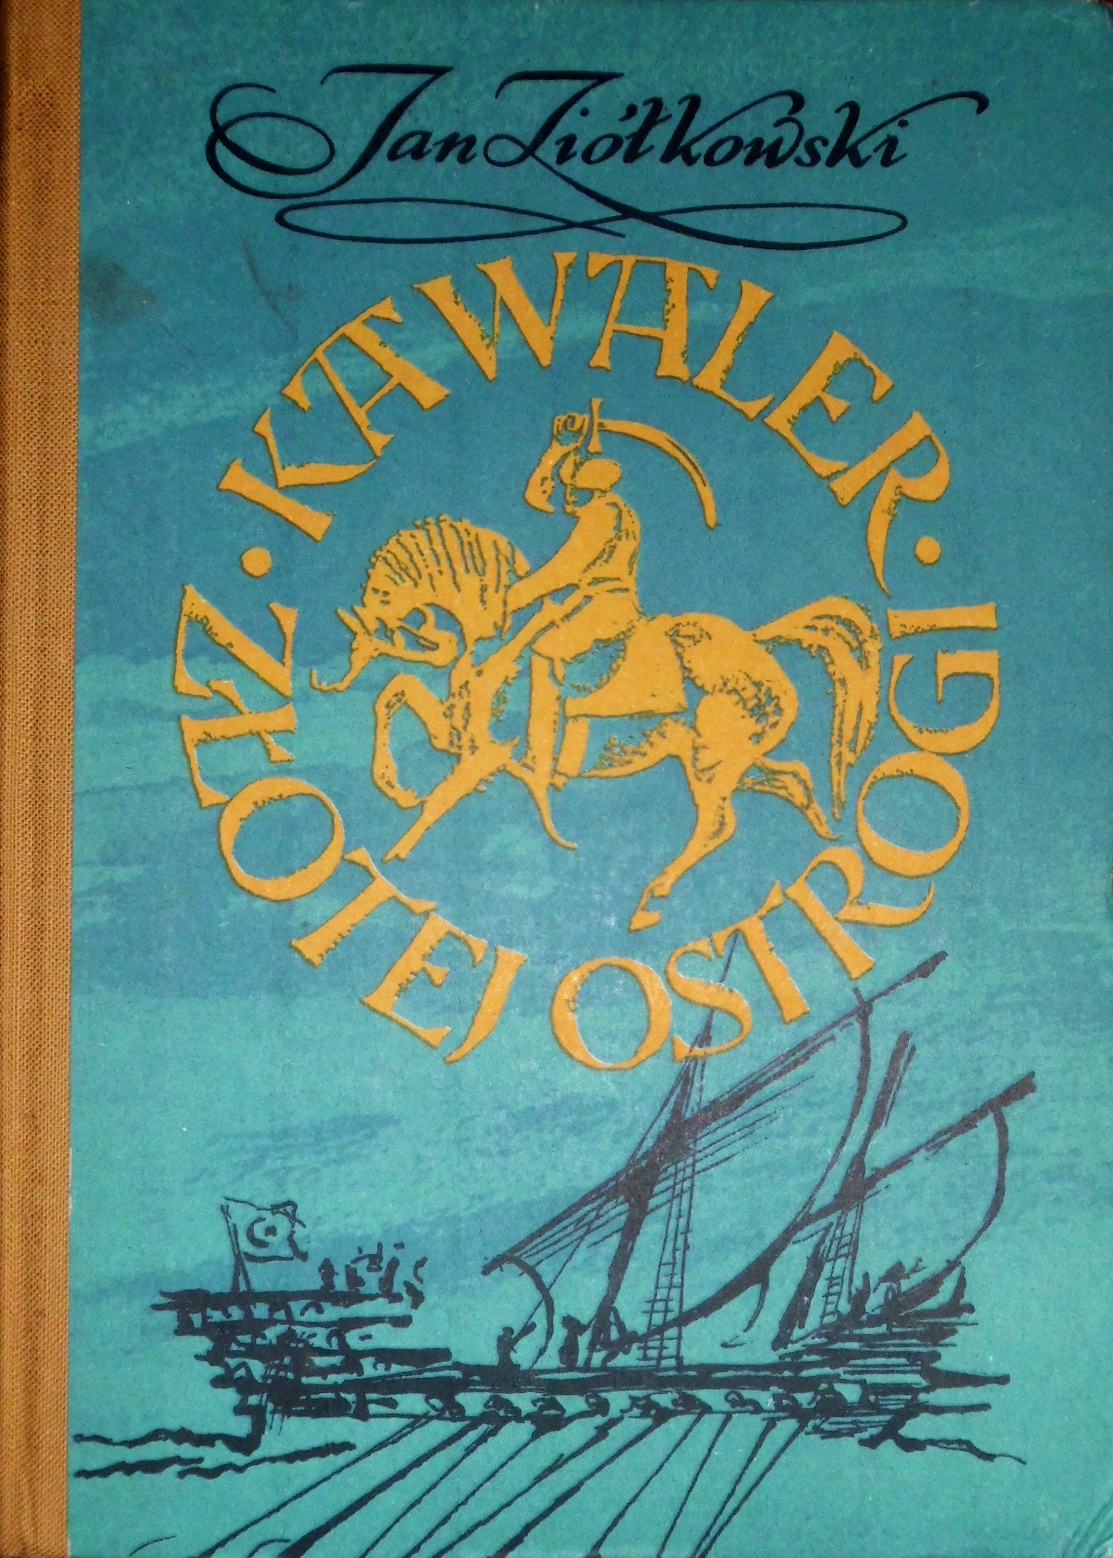 Jan Ziółkowski
· KAWALER ·
ZŁOTEJ OSTROGI